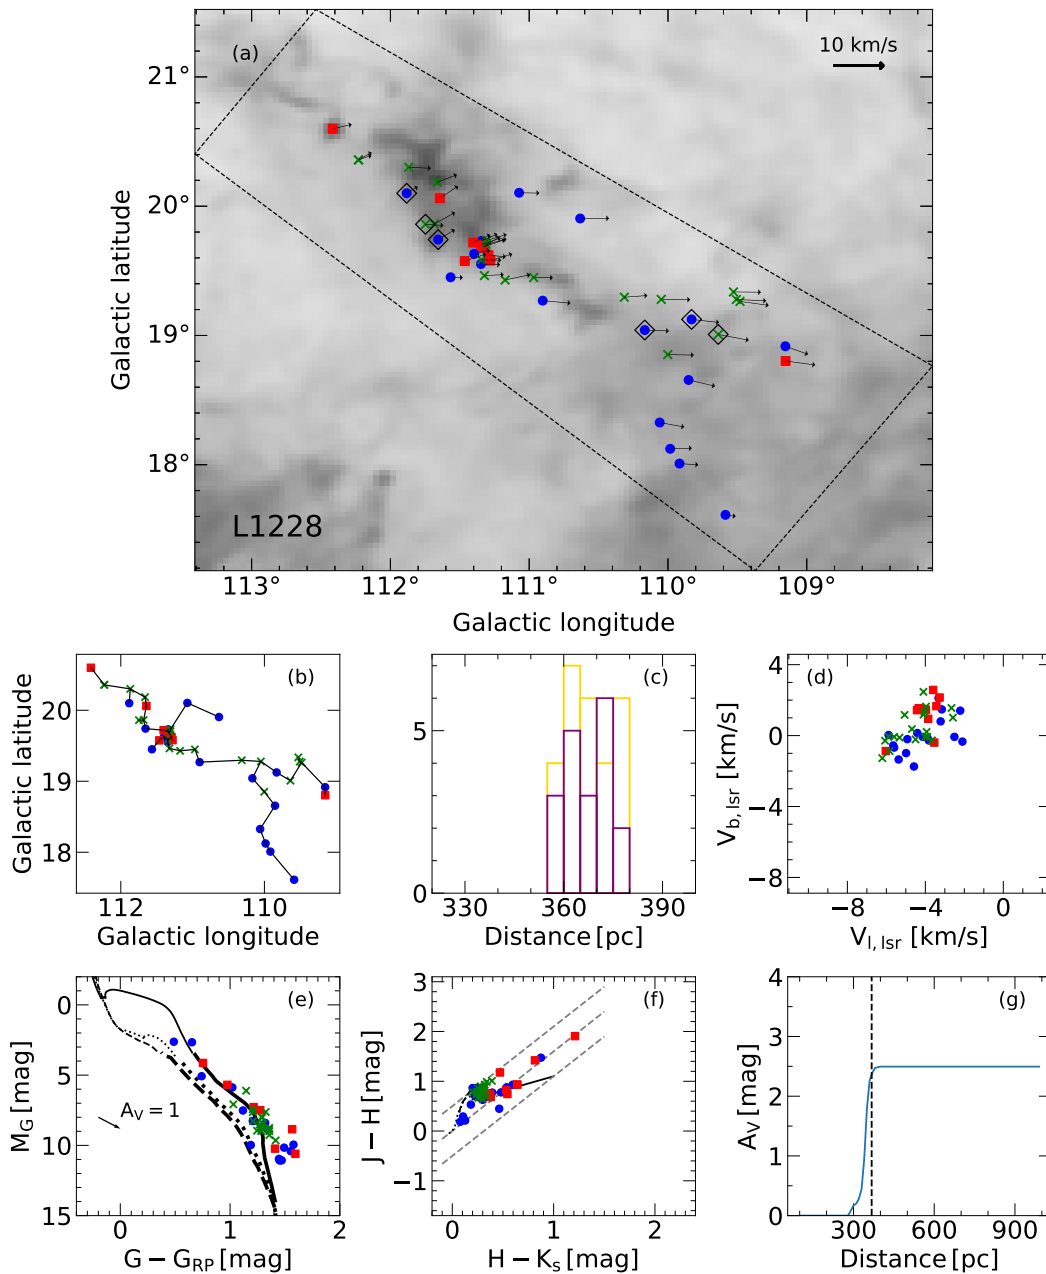 (a)
10 km/s
21°
20°
19°
18°
Galactic latitude
L1228
113° 112° 111° 110° 109°
Galactic longitude
(b)
20
19
18
Galactic latitude
112 110
Galactic longitude
(c)
5
0
330 360 390
Distance [pc]
(d)
4
0
−4
−8
V_b, lsr [km/s]
−8 −4 0
V_l, lsr [km/s]
(e)
0
5
10
15
M_G [mag]
A_V = 1
0 1 2
G − G_RP [mag]
(f)
3
2
1
0
−1
J − H [mag]
0 1 2
H − K_s [mag]
(g)
4
3
2
1
0
A_V [mag]
300 600 900
Distance [pc]